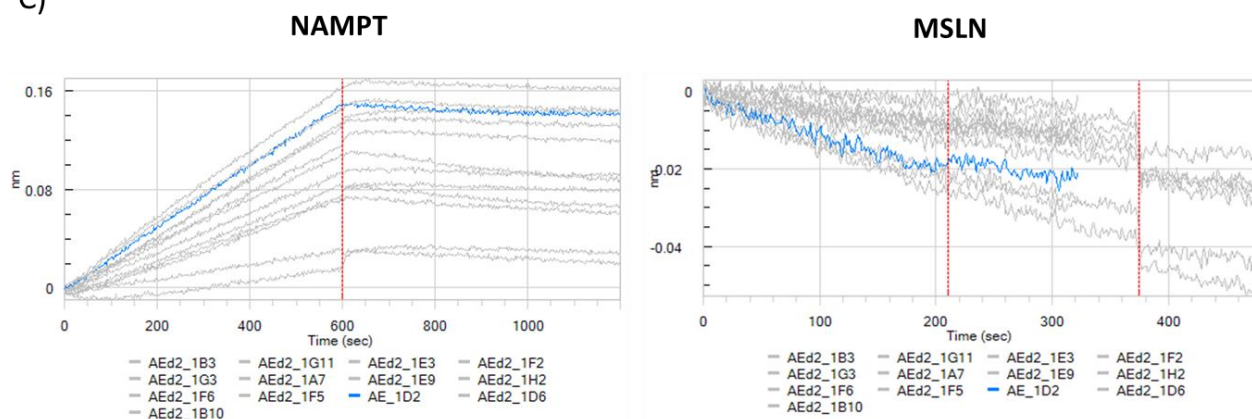 C)
NAMPT
MSLN
0.16
0.08
0
nm
0 200 400 600 800 1000
Time (sec)
AEd2_1B3 AEd2_1G11 AEd2_1E3 AEd2_1F2
AEd2_1G3 AEd2_1A7 AEd2_1E9 AEd2_1H2
AEd2_1F6 AEd2_1F5 AE_1D2 AEd2_1D6
AEd2_1B10
0
-0.02
-0.04
nm
0 100 200 300 400
Time (sec)
AEd2_1B3 AEd2_1G11 AEd2_1E3 AEd2_1F2
AEd2_1G3 AEd2_1A7 AEd2_1E9 AEd2_1H2
AEd2_1F6 AEd2_1F5 AE_1D2 AEd2_1D6
AEd2_1B10